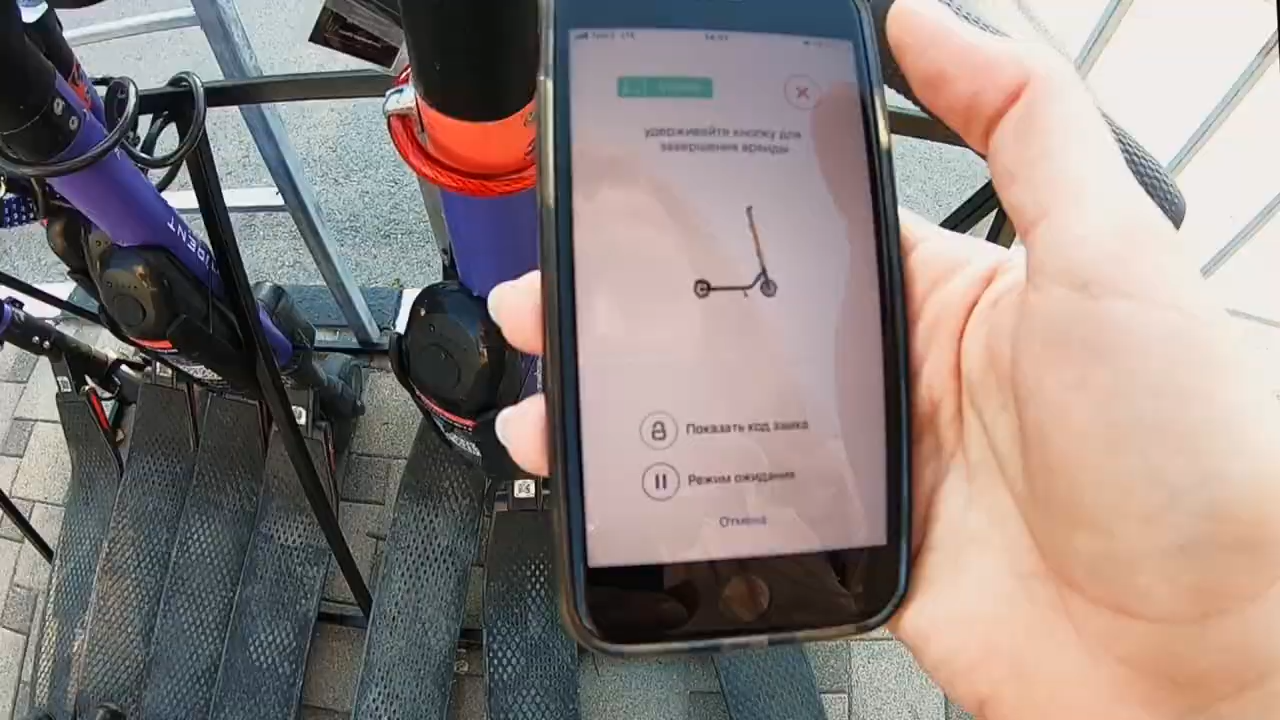 удерживайте кнопку для
завершения аренды
Показать код замка
Режим ожидания
Отмена